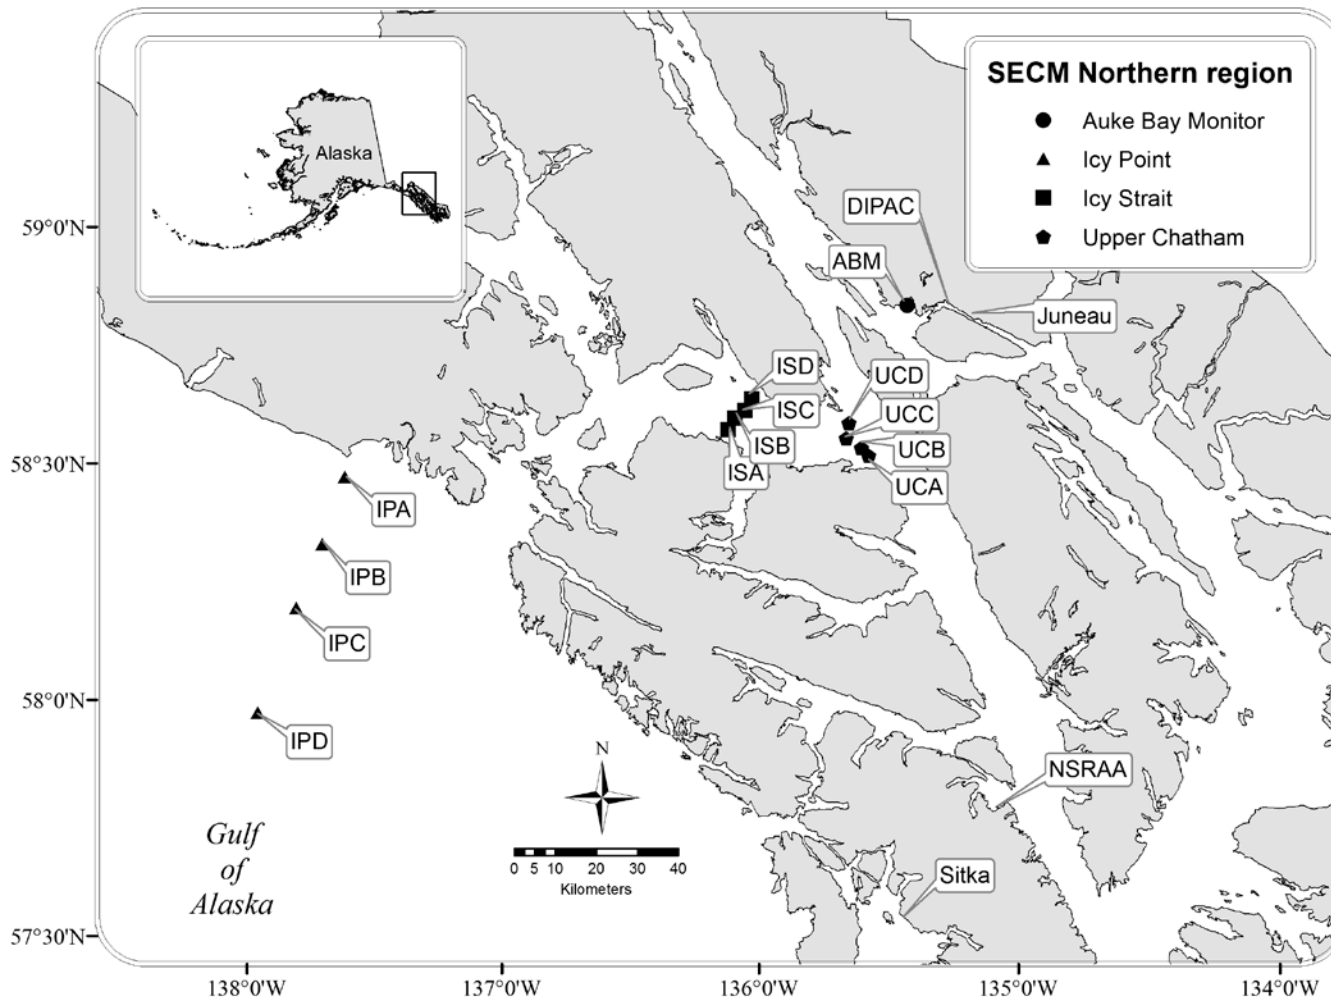 SECM Northern region
Auke Bay Monitor
Icy Point
Icy Strait
Upper Chatham
Alaska
59°0'N
58°30'N
58°0'N
57°30'N
DIPAC
ABM
Juneau
ISD
ISC
ISB
ISA
UCD
UCC
UCB
UCA
IPA
IPB
IPC
IPD
NSRAA
Sitka
N
0 5 10 20 30 40
Kilometers
Gulf
of
Alaska
138°0'W 137°0'W 136°0'W 135°0'W 134°0'W